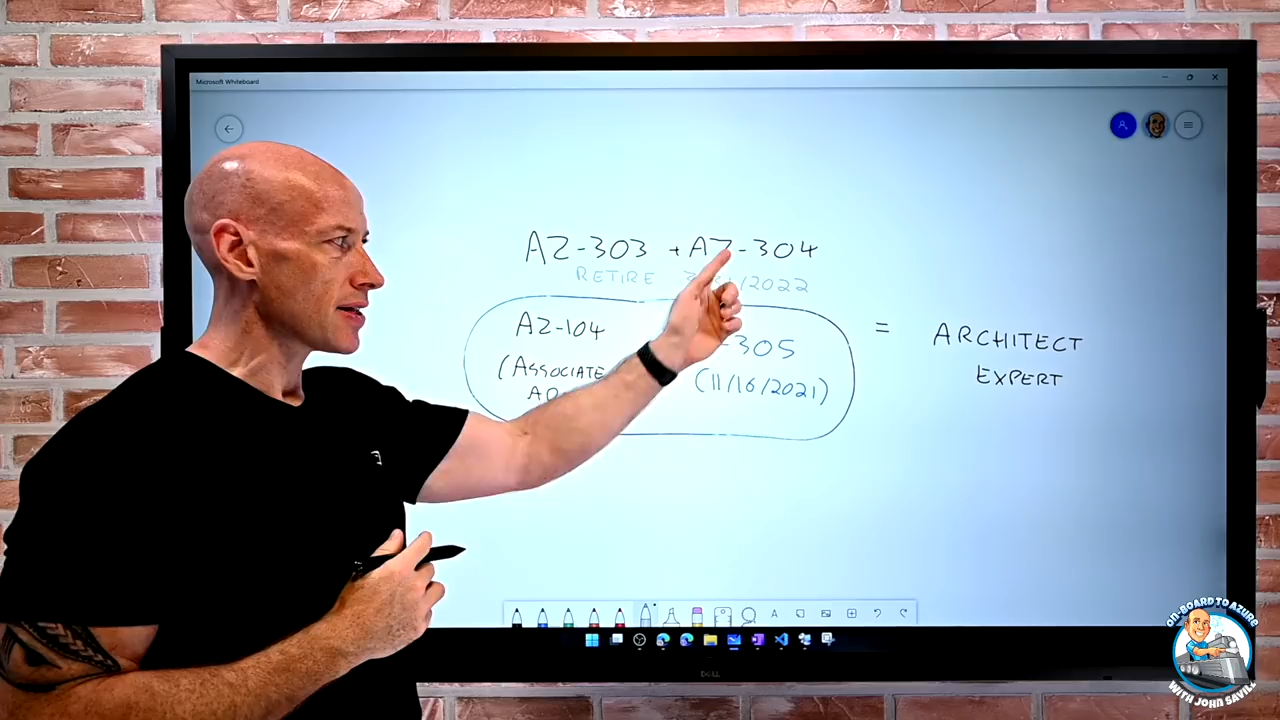 Microsoft Whiteboard
AZ-303 + AZ-304
RETIRE /2022
AZ-104
-305
(ASSOCIATE
(11/16/2021)
=
ARCHITECT
EXPERT
DELL
ON-BOARD TO AZURE
WITH JOHN SAVILL